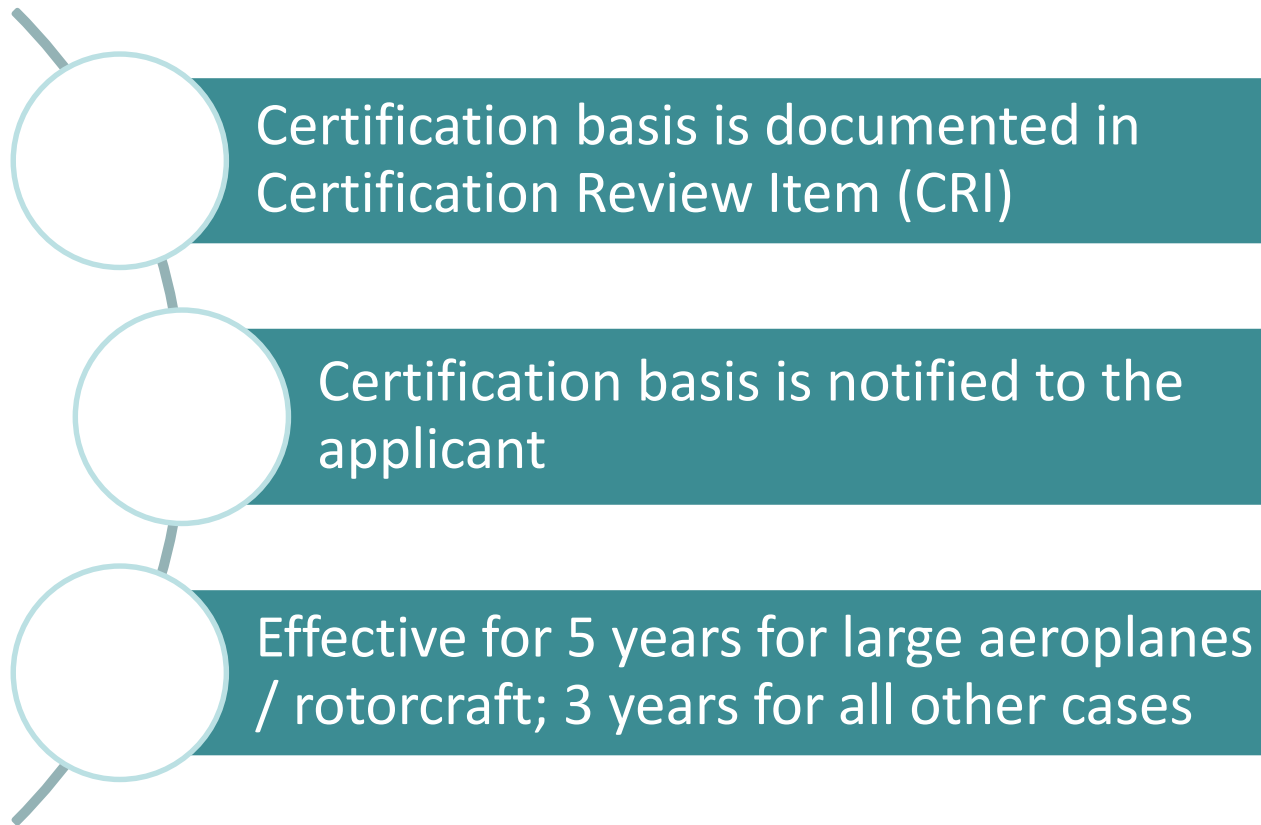 Certification basis is documented in
Certification Review Item (CRI)
Certification basis is notified to the
applicant
Effective for 5 years for large aeroplanes
/ rotorcraft; 3 years for all other cases